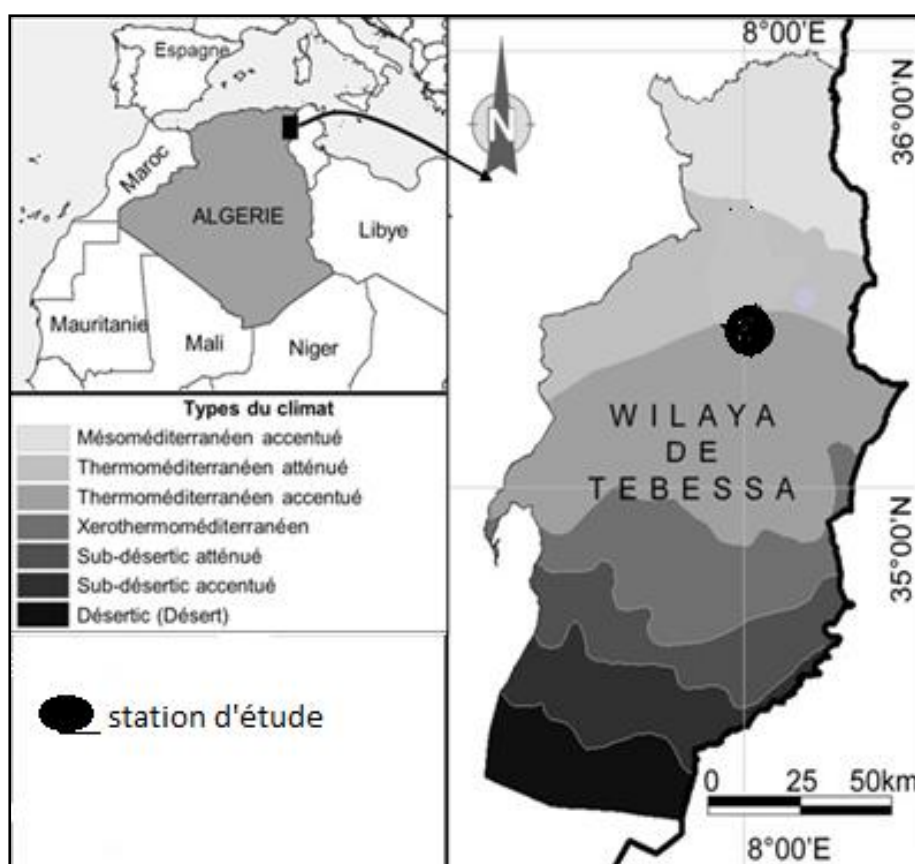 Espagne
Maroc
ALGERIE
Libye
Mauritanie
Mali
Niger
Types du climat
Mésoméditerranéen accentué
Thermoméditerranéen atténué
Thermoméditerranéen accentué
Xerothermoméditerranéen
Sub-désertic atténué
Sub-désertic accentué
Désertic (Désert)
station d'étude
8°00'E
N
36°00'N
WILAYA
DE
TEBESSA
35°00'N
0 25 50km
8°00'E